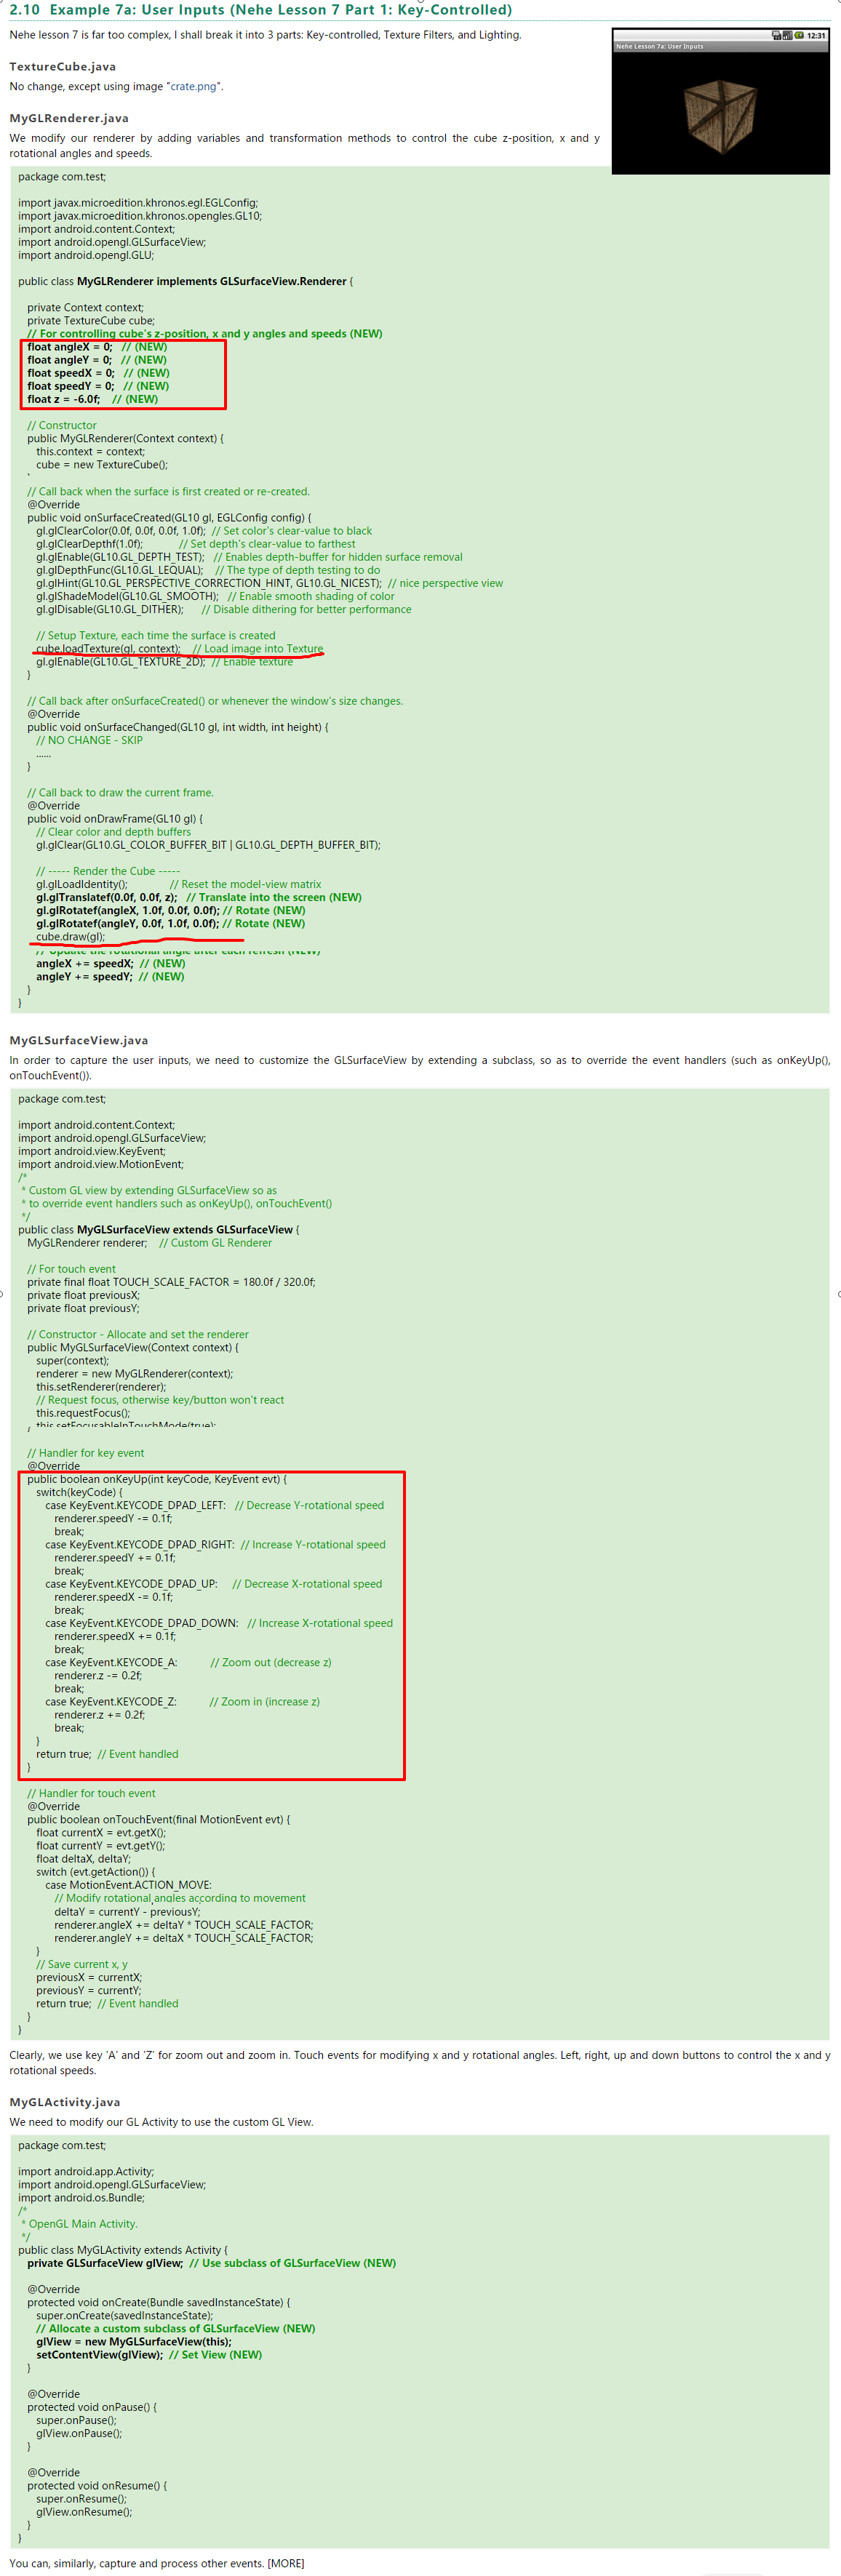 2.10 Example 7a: User Inputs (Nehe Lesson 7 Part 1: Key-Controlled)
Nehe lesson 7 is far too complex, I shall break it into 3 parts: Key-controlled, Texture Filters, and Lighting.
12:31
Nehe Lesson 7a: User Inputs
TextureCube.java
No change, except using image "crate.png".
MyGLRenderer.java
We modify our renderer by adding variables and transformation methods to control the cube z-position, x and y
rotational angles and speeds.
package com.test;
import javax.microedition.khronos.egl.EGLConfig;
import javax.microedition.khronos.opengles.GL10;
import android.content.Context;
import android.opengl.GLSurfaceView;
import android.opengl.GLU;
public class MyGLRenderer implements GLSurfaceView.Renderer {
private Context context;
private TextureCube cube;
// For controlling cube's z-position, x and y angles and speeds (NEW)
float angleX = 0; // (NEW)
float angleY = 0; // (NEW)
float speedX = 0; // (NEW)
float speedY = 0; // (NEW)
float z = -6.0f; // (NEW)
// Constructor
public MyGLRenderer(Context context) {
this.context = context;
cube = new TextureCube();
// Call back when the surface is first created or re-created.
@Override
public void onSurfaceCreated(GL10 gl, EGLConfig config) {
gl.glClearColor(0.0f, 0.0f, 0.0f, 1.0f); // Set color's clear-value to black
gl.glClearDepthf(1.0f); // Set depth's clear-value to farthest
gl.glEnable(GL10.GL_DEPTH_TEST); // Enables depth-buffer for hidden surface removal
gl.glDepthFunc(GL10.GL_LEQUAL); // The type of depth testing to do
gl.glHint(GL10.GL_PERSPECTIVE_CORRECTION_HINT, GL10.GL_NICEST); // nice perspective view
gl.glShadeModel(GL10.GL_SMOOTH); // Enable smooth shading of color
gl.glDisable(GL10.GL_DITHER); // Disable dithering for better performance
// Setup Texture, each time the surface is created
cube.loadTexture(gl, context); // Load image into Texture
gl.glEnable(GL10.GL_TEXTURE_2D); // Enable texture
}
// Call back after onSurfaceCreated() or whenever the window's size changes.
@Override
public void onSurfaceChanged(GL10 gl, int width, int height) {
// NO CHANGE - SKIP
......
}
// Call back to draw the current frame.
@Override
public void onDrawFrame(GL10 gl) {
// Clear color and depth buffers
gl.glClear(GL10.GL_COLOR_BUFFER_BIT | GL10.GL_DEPTH_BUFFER_BIT);
// ----- Render the Cube -----
gl.glLoadIdentity(); // Reset the model-view matrix
gl.glTranslatef(0.0f, 0.0f, z); // Translate into the screen (NEW)
gl.glRotatef(angleX, 1.0f, 0.0f, 0.0f); // Rotate (NEW)
gl.glRotatef(angleY, 0.0f, 1.0f, 0.0f); // Rotate (NEW)
cube.draw(gl);
// Update the rotational angle after each refresh (NEW)
angleX += speedX; // (NEW)
angleY += speedY; // (NEW)
}
}
MyGLSurfaceView.java
In order to capture the user inputs, we need to customize the GLSurfaceView by extending a subclass, so as to override the event handlers (such as onKeyUp(),
onTouchEvent()).
package com.test;
import android.content.Context;
import android.opengl.GLSurfaceView;
import android.view.KeyEvent;
import android.view.MotionEvent;
/*
* Custom GL view by extending GLSurfaceView so as
* to override event handlers such as onKeyUp(), onTouchEvent()
*/
public class MyGLSurfaceView extends GLSurfaceView {
MyGLRenderer renderer; // Custom GL Renderer
// For touch event
private final float TOUCH_SCALE_FACTOR = 180.0f / 320.0f;
private float previousX;
private float previousY;
// Constructor - Allocate and set the renderer
public MyGLSurfaceView(Context context) {
super(context);
renderer = new MyGLRenderer(context);
this.setRenderer(renderer);
// Request focus, otherwise key/button won't react
this.requestFocus();
this.setFocusableInTouchMode(true);
// Handler for key event
@Override
public boolean onKeyUp(int keyCode, KeyEvent evt) {
switch(keyCode) {
case KeyEvent.KEYCODE_DPAD_LEFT: // Decrease Y-rotational speed
renderer.speedY -= 0.1f;
break;
case KeyEvent.KEYCODE_DPAD_RIGHT: // Increase Y-rotational speed
renderer.speedY += 0.1f;
break;
case KeyEvent.KEYCODE_DPAD_UP: // Decrease X-rotational speed
renderer.speedX -= 0.1f;
break;
case KeyEvent.KEYCODE_DPAD_DOWN: // Increase X-rotational speed
renderer.speedX += 0.1f;
break;
case KeyEvent.KEYCODE_A: // Zoom out (decrease z)
renderer.z -= 0.2f;
break;
case KeyEvent.KEYCODE_Z: // Zoom in (increase z)
renderer.z += 0.2f;
break;
}
return true; // Event handled
}
// Handler for touch event
@Override
public boolean onTouchEvent(final MotionEvent evt) {
float currentX = evt.getX();
float currentY = evt.getY();
float deltaX, deltaY;
switch (evt.getAction()) {
case MotionEvent.ACTION_MOVE:
// Modify rotational angles according to movement
deltaY = currentY - previousY;
renderer.angleX += deltaY * TOUCH_SCALE_FACTOR;
renderer.angleY += deltaX * TOUCH_SCALE_FACTOR;
}
// Save current x, y
previousX = currentX;
previousY = currentY;
return true; // Event handled
}
}
Clearly, we use key 'A' and 'Z' for zoom out and zoom in. Touch events for modifying x and y rotational angles. Left, right, up and down buttons to control the x and y
rotational speeds.
MyGLActivity.java
We need to modify our GL Activity to use the custom GL View.
package com.test;
import android.app.Activity;
import android.opengl.GLSurfaceView;
import android.os.Bundle;
/*
* OpenGL Main Activity.
*/
public class MyGLActivity extends Activity {
private GLSurfaceView glView; // Use subclass of GLSurfaceView (NEW)
@Override
protected void onCreate(Bundle savedInstanceState) {
super.onCreate(savedInstanceState);
// Allocate a custom subclass of GLSurfaceView (NEW)
glView = new MyGLSurfaceView(this);
setContentView(glView); // Set View (NEW)
}
@Override
protected void onPause() {
super.onPause();
glView.onPause();
}
@Override
protected void onResume() {
super.onResume();
glView.onResume();
}
}
You can, similarly, capture and process other events. [MORE]